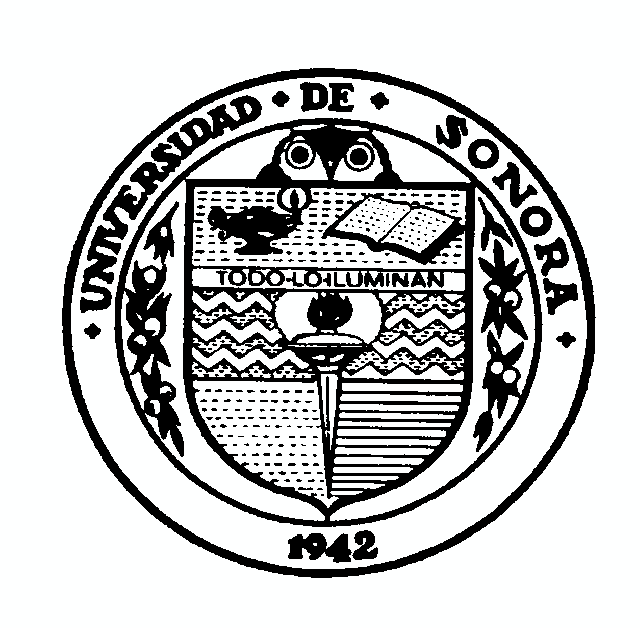 UNIVERSIDAD • DE • SONORA
TODO-LO-ILUMINAN
1942